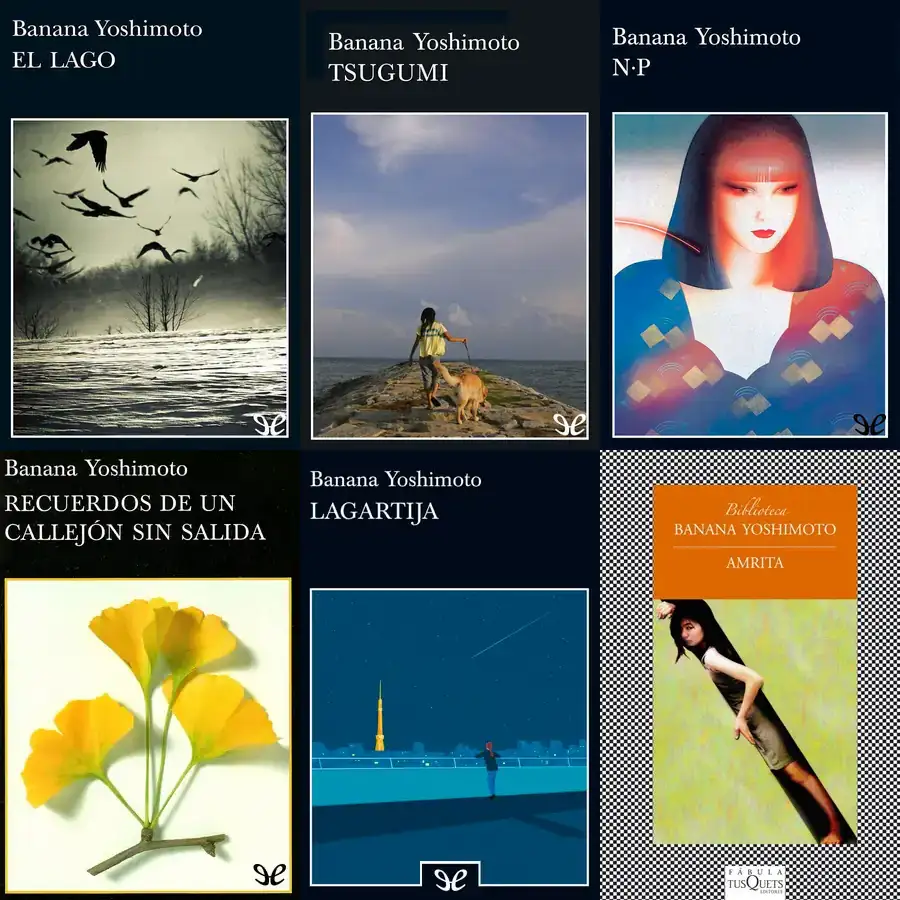 Banana Yoshimoto
EL LAGO
Banana Yoshimoto
TSUGUMI
Banana Yoshimoto
N·P
Banana Yoshimoto
RECUERDOS DE UN
CALLEJÓN SIN SALIDA
Banana Yoshimoto
LAGARTIJA
Biblioteca
BANANA YOSHIMOTO
AMRITA
FÁBULA
TUSQUETS
EDITORES